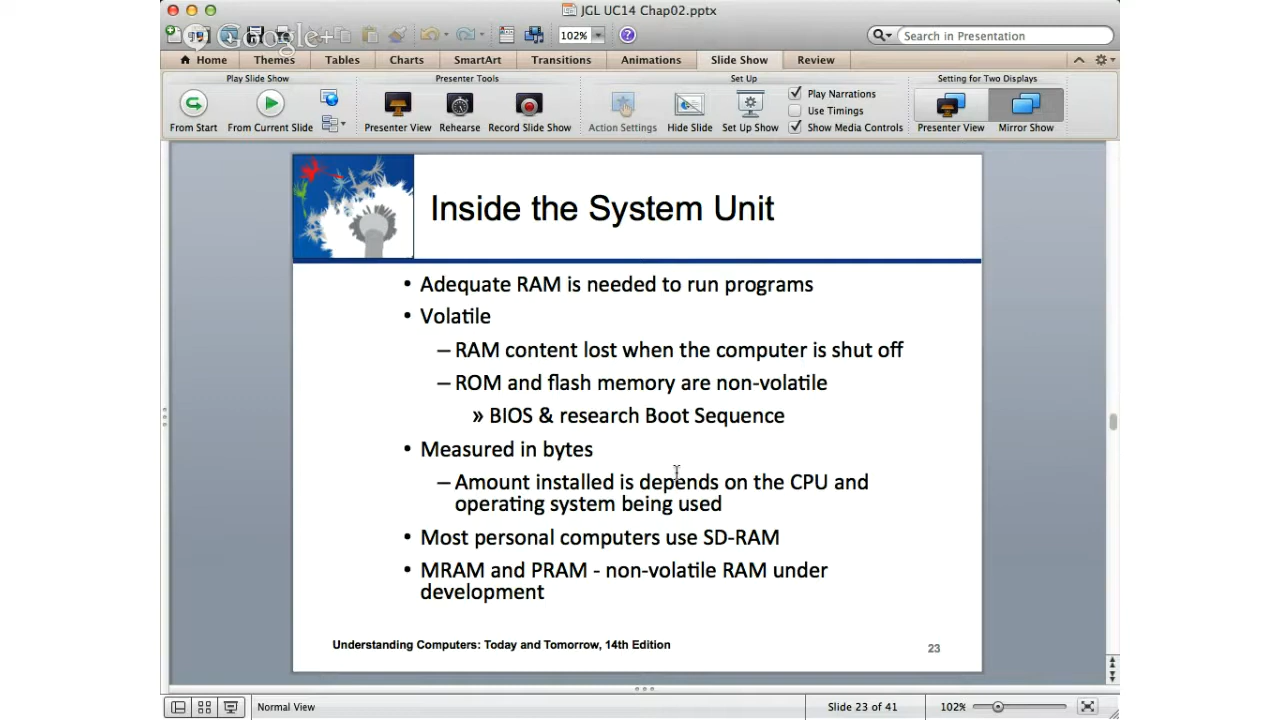 JGL UC14 Chap02.pptx
Google+
102%
Search in Presentation
Home Themes Tables Charts SmartArt Transitions Animations Slide Show Review
Play Slide Show Presenter Tools Set Up Setting for Two Displays
Play Narrations
Use Timings
Show Media Controls
From Start From Current Slide Presenter View Rehearse Record Slide Show Action Settings Hide Slide Set Up Show Presenter View Mirror Show
Inside the System Unit
• Adequate RAM is needed to run programs
• Volatile
– RAM content lost when the computer is shut off
– ROM and flash memory are non-volatile
» BIOS & research Boot Sequence
• Measured in bytes
– Amount installed is depends on the CPU and
operating system being used
• Most personal computers use SD-RAM
• MRAM and PRAM - non-volatile RAM under
development
Understanding Computers: Today and Tomorrow, 14th Edition
23
Normal View Slide 23 of 41 102%